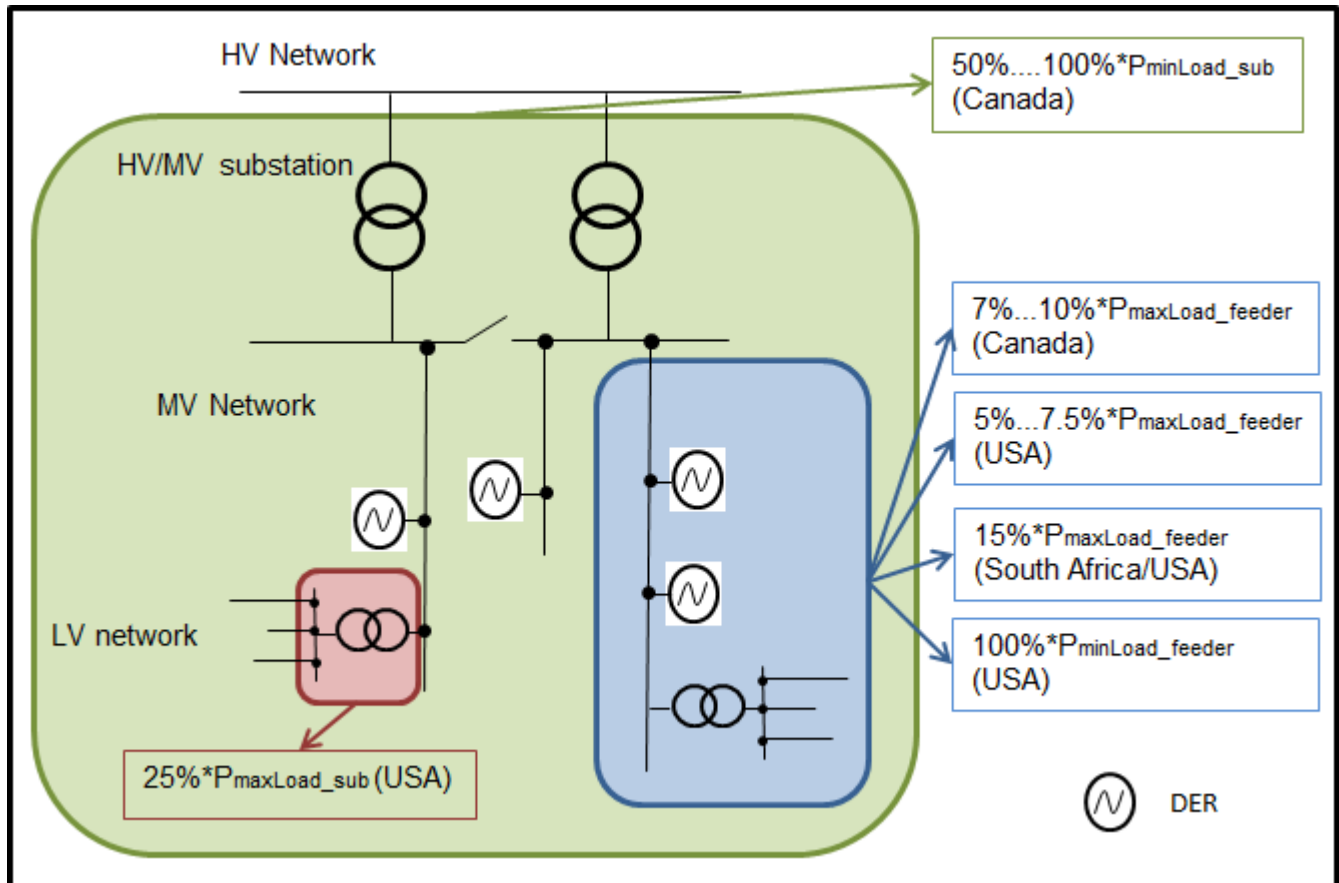 HV Network
50%....100%*PminLoad_sub
(Canada)
HV/MV substation
7%...10%*PmaxLoad_feeder
(Canada)
MV Network
5%...7.5%*PmaxLoad_feeder
(USA)
15%*PmaxLoad_feeder
(South Africa/USA)
LV network
100%*PminLoad_feeder
(USA)
25%*PmaxLoad_sub (USA)
DER